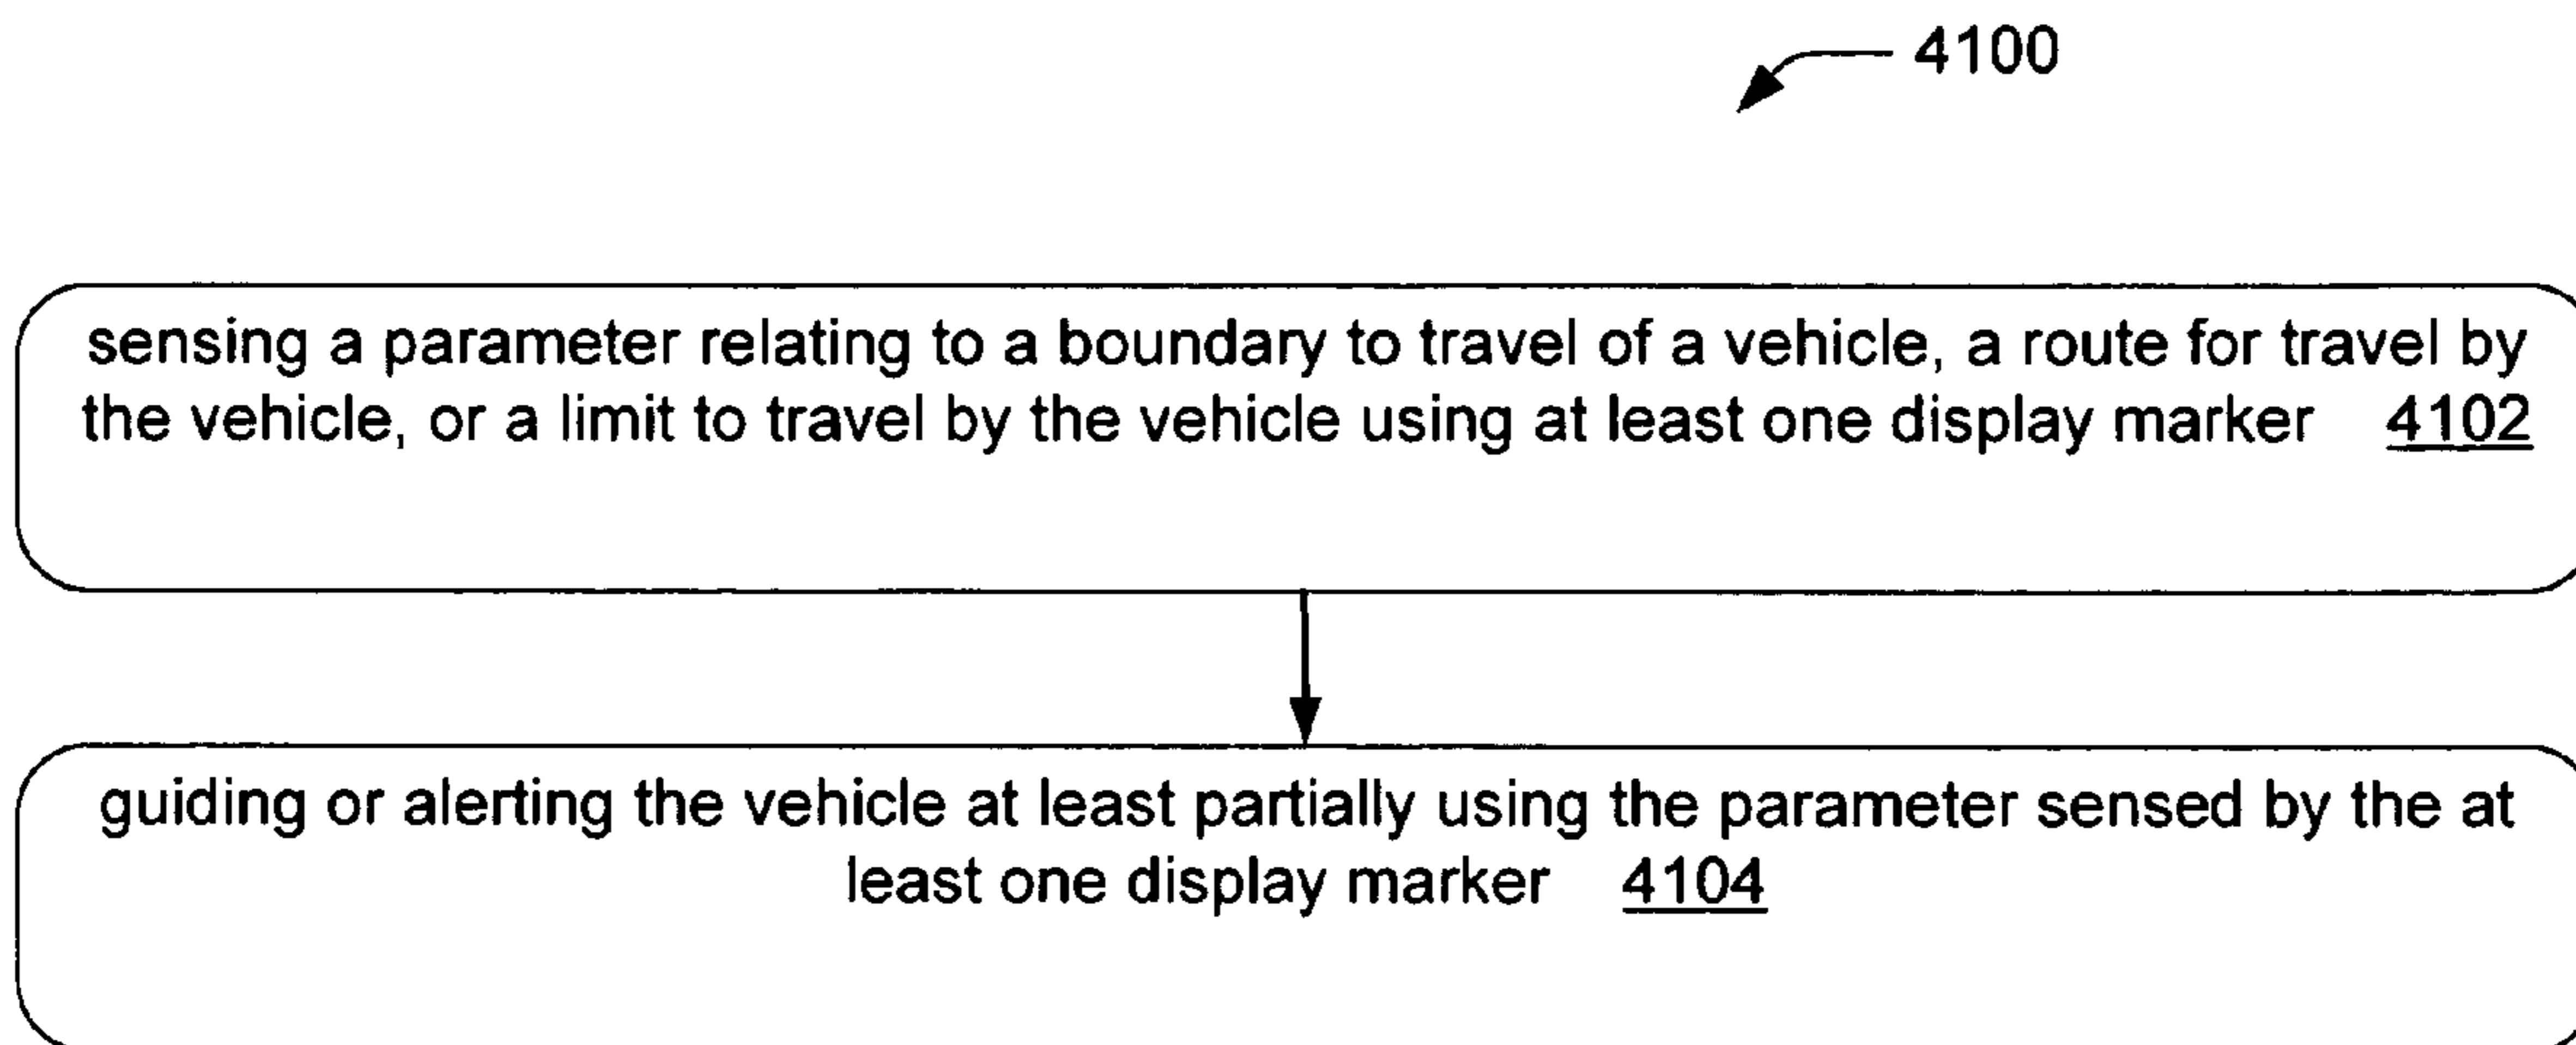 4100
sensing a parameter relating to a boundary to travel of a vehicle, a route for travel by
the vehicle, or a limit to travel by the vehicle using at least one display marker 4102
guiding or alerting the vehicle at least partially using the parameter sensed by the at
least one display marker 4104